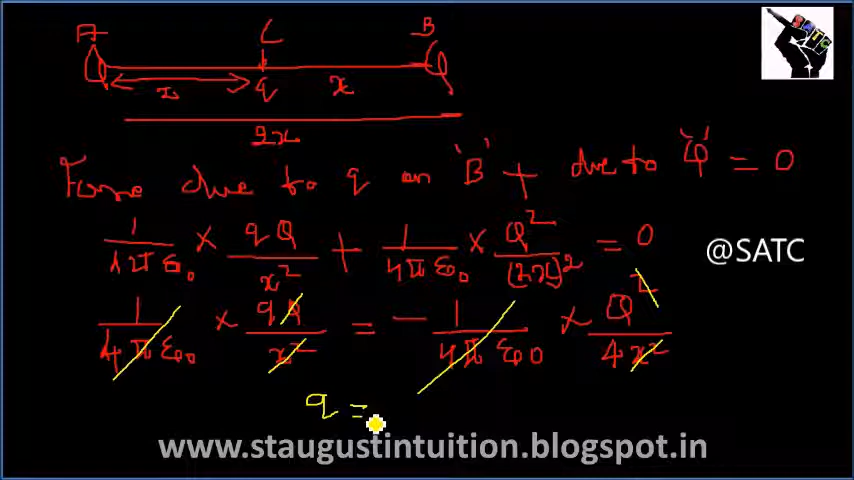 A C B
Q x q x Q
2x
Force due to q on 'B' + due to 'Q' = 0
1/4πε₀ × qQ/x² + 1/4πε₀ × Q²/(2x)² = 0
@SATC
1/4πε₀ × qQ/x² = - 1/4πε₀ × Q²/4x²
q =
www.staugustintuition.blogspot.in
SATC